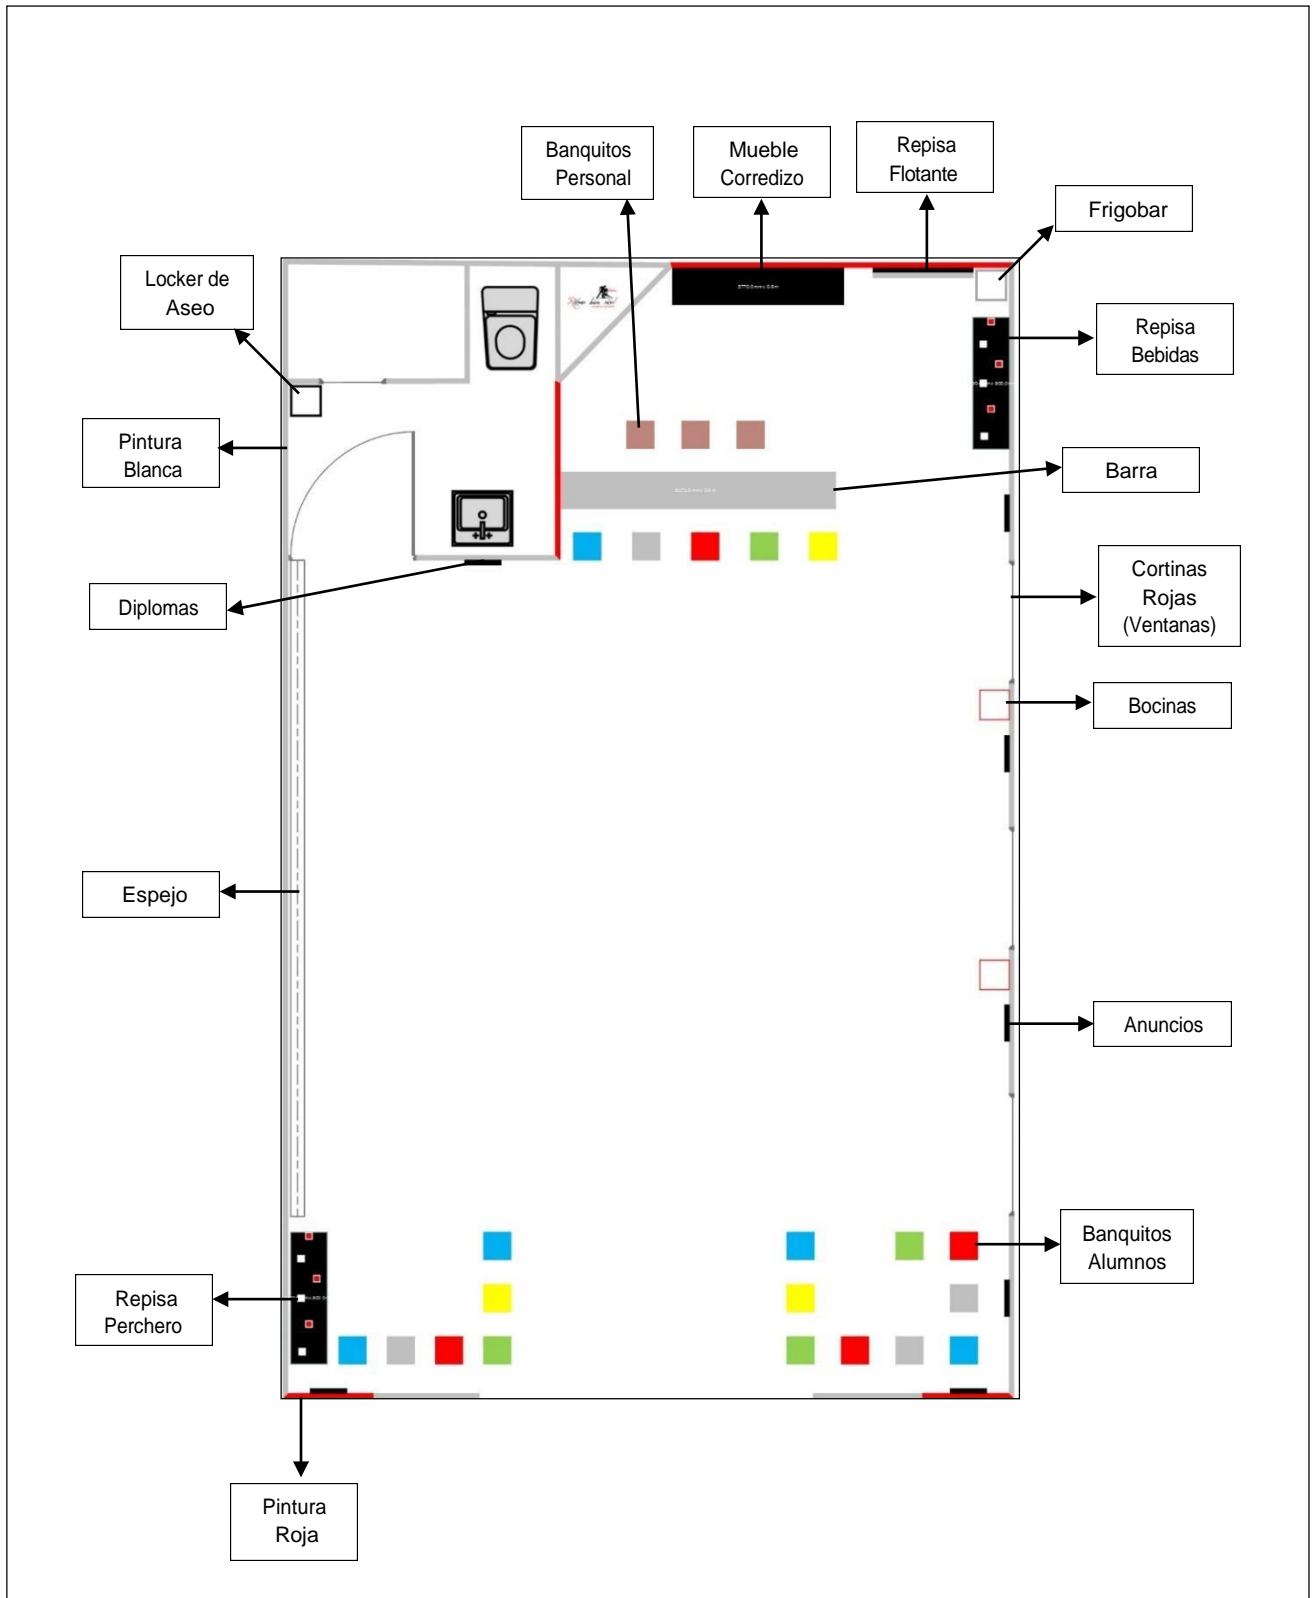 Banquitos
Personal
Mueble
Corredizo
Repisa
Flotante
Frigobar
Locker de
Aseo
Repisa
Bebidas
Pintura
Blanca
Barra
Diplomas
Cortinas
Rojas
(Ventanas)
Bocinas
Espejo
Anuncios
Banquitos
Alumnos
Repisa
Perchero
Pintura
Roja